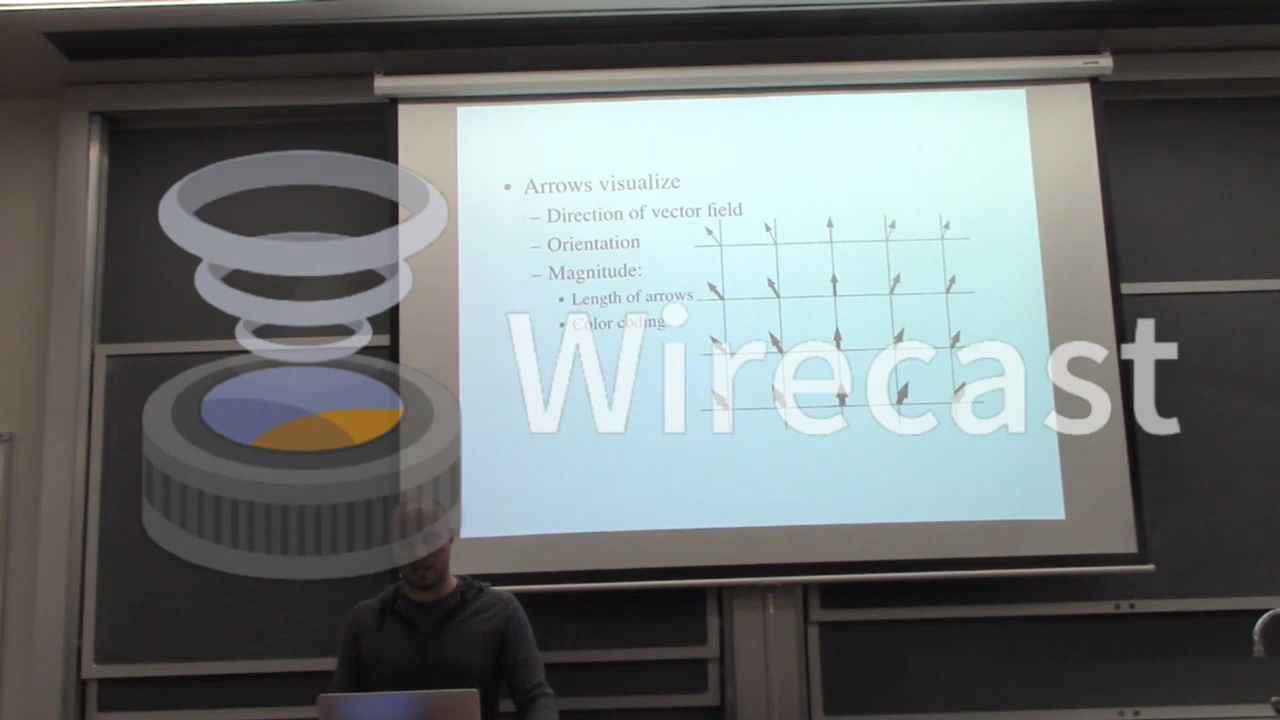 • Arrows visualize
– Direction of vector field
– Orientation
– Magnitude:
• Length of arrows
• Color coding
Wirecast